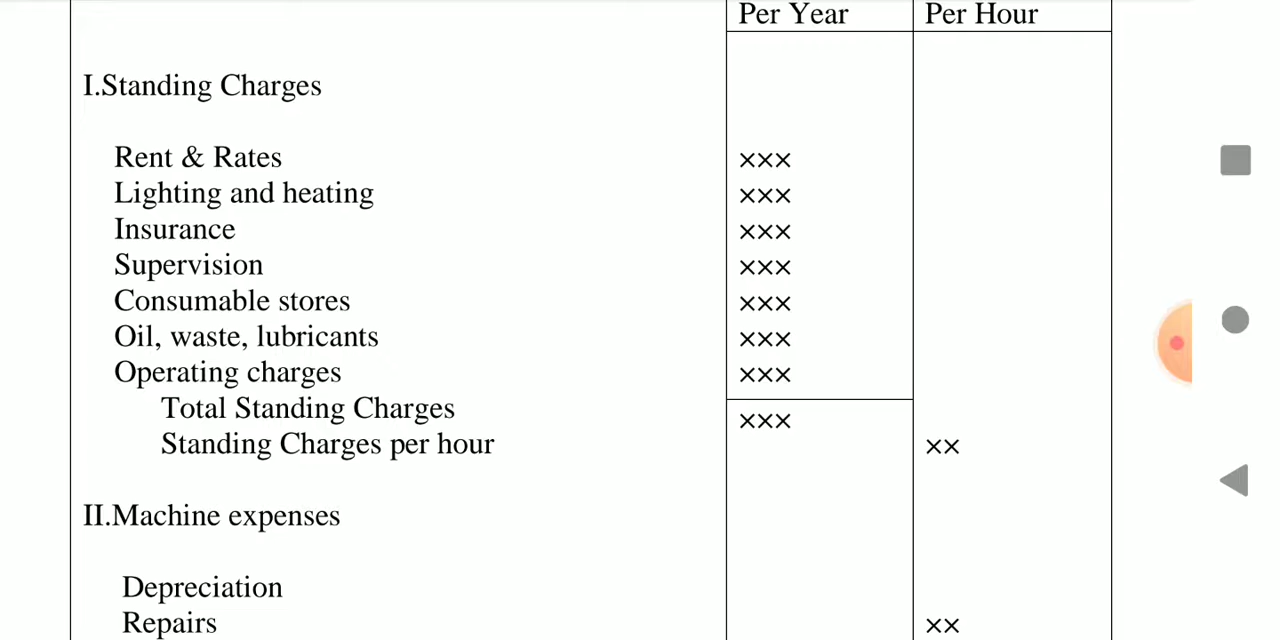 Per Year Per Hour
I.Standing Charges
Rent & Rates ×××
Lighting and heating ×××
Insurance ×××
Supervision ×××
Consumable stores ×××
Oil, waste, lubricants ×××
Operating charges ×××
Total Standing Charges ×××
Standing Charges per hour ××
II.Machine expenses
Depreciation
Repairs ××